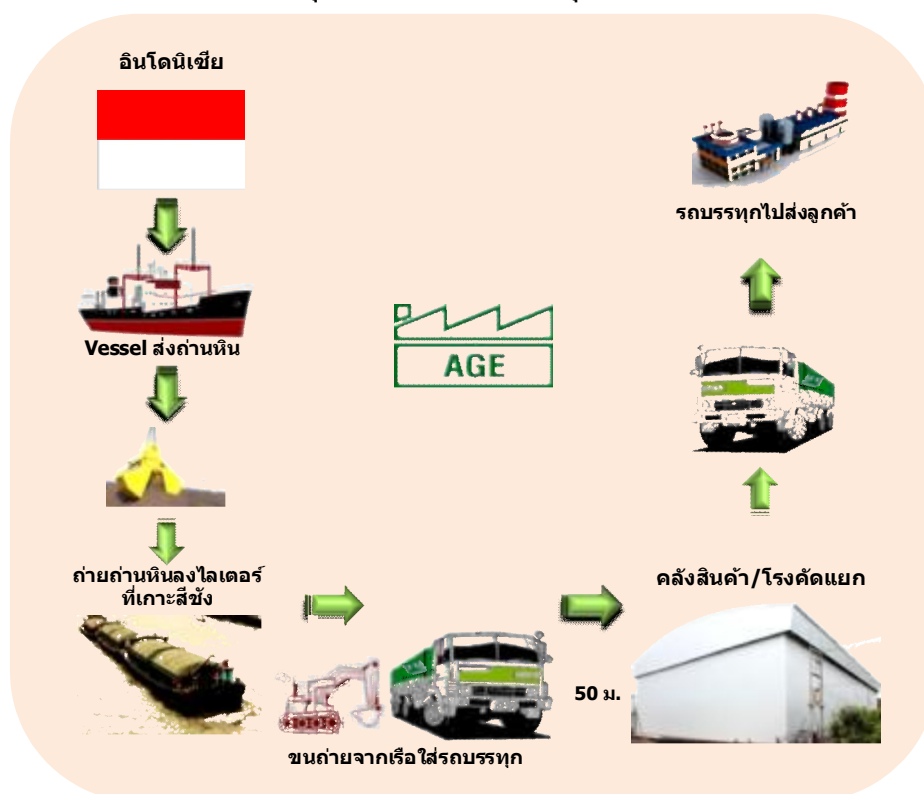 อินโดนิเซีย
Vessel ส่งถ่านหิน
ถ่ายถ่านหินลงไลเตอร์
ที่เกาะสีชัง
ขนถ่ายจากเรือใส่รถบรรทุก
50 ม.
คลังสินค้า/โรงคัดแยก
รถบรรทุกไปส่งลูกค้า
AGE